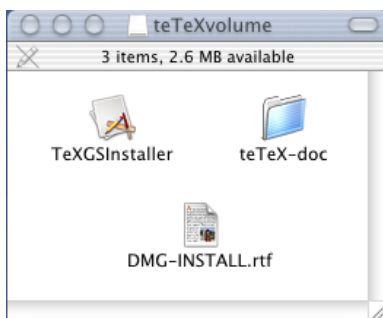 teTeXvolume
3 items, 2.6 MB available
TeXGSInstaller teTeX-doc
DMG-INSTALL.rtf